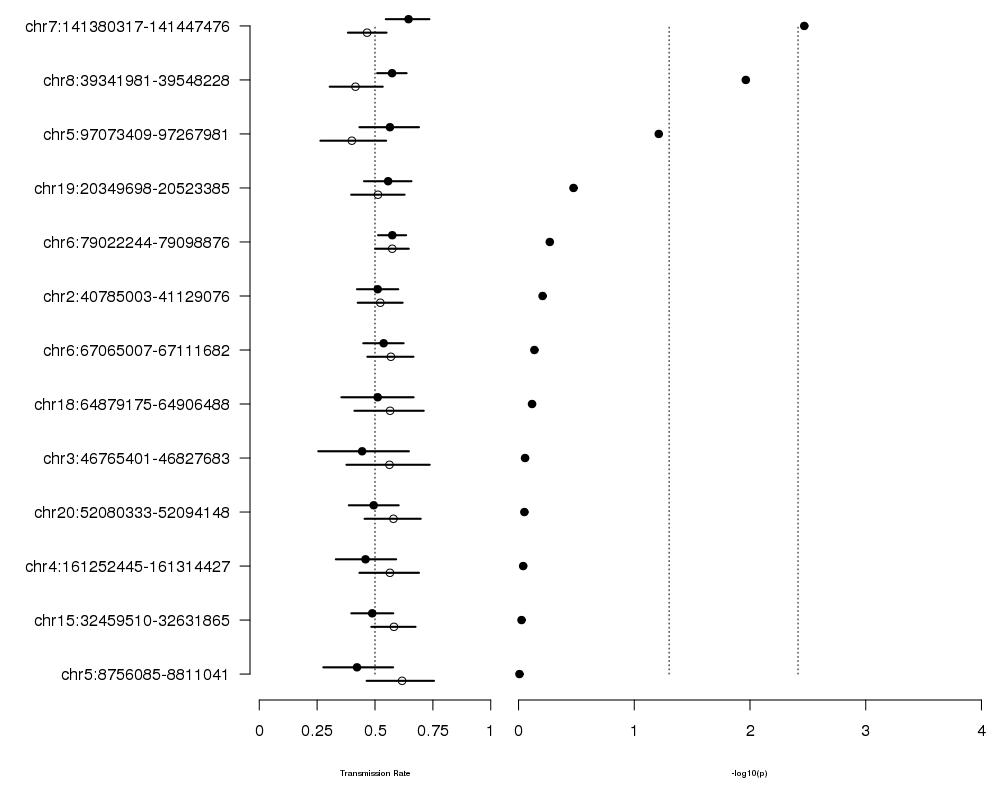 chr7:141380317-141447476
chr8:39341981-39548228
chr5:97073409-97267981
chr19:20349698-20523385
chr6:79022244-79098876
chr2:40785003-41129076
chr6:67065007-67111682
chr18:64879175-64906488
chr3:46765401-46827683
chr20:52080333-52094148
chr4:161252445-161314427
chr15:32459510-32631865
chr5:8756085-8811041
0 0.25 0.5 0.75 1
0 1 2 3 4
Transmission Rate
-log10(p)